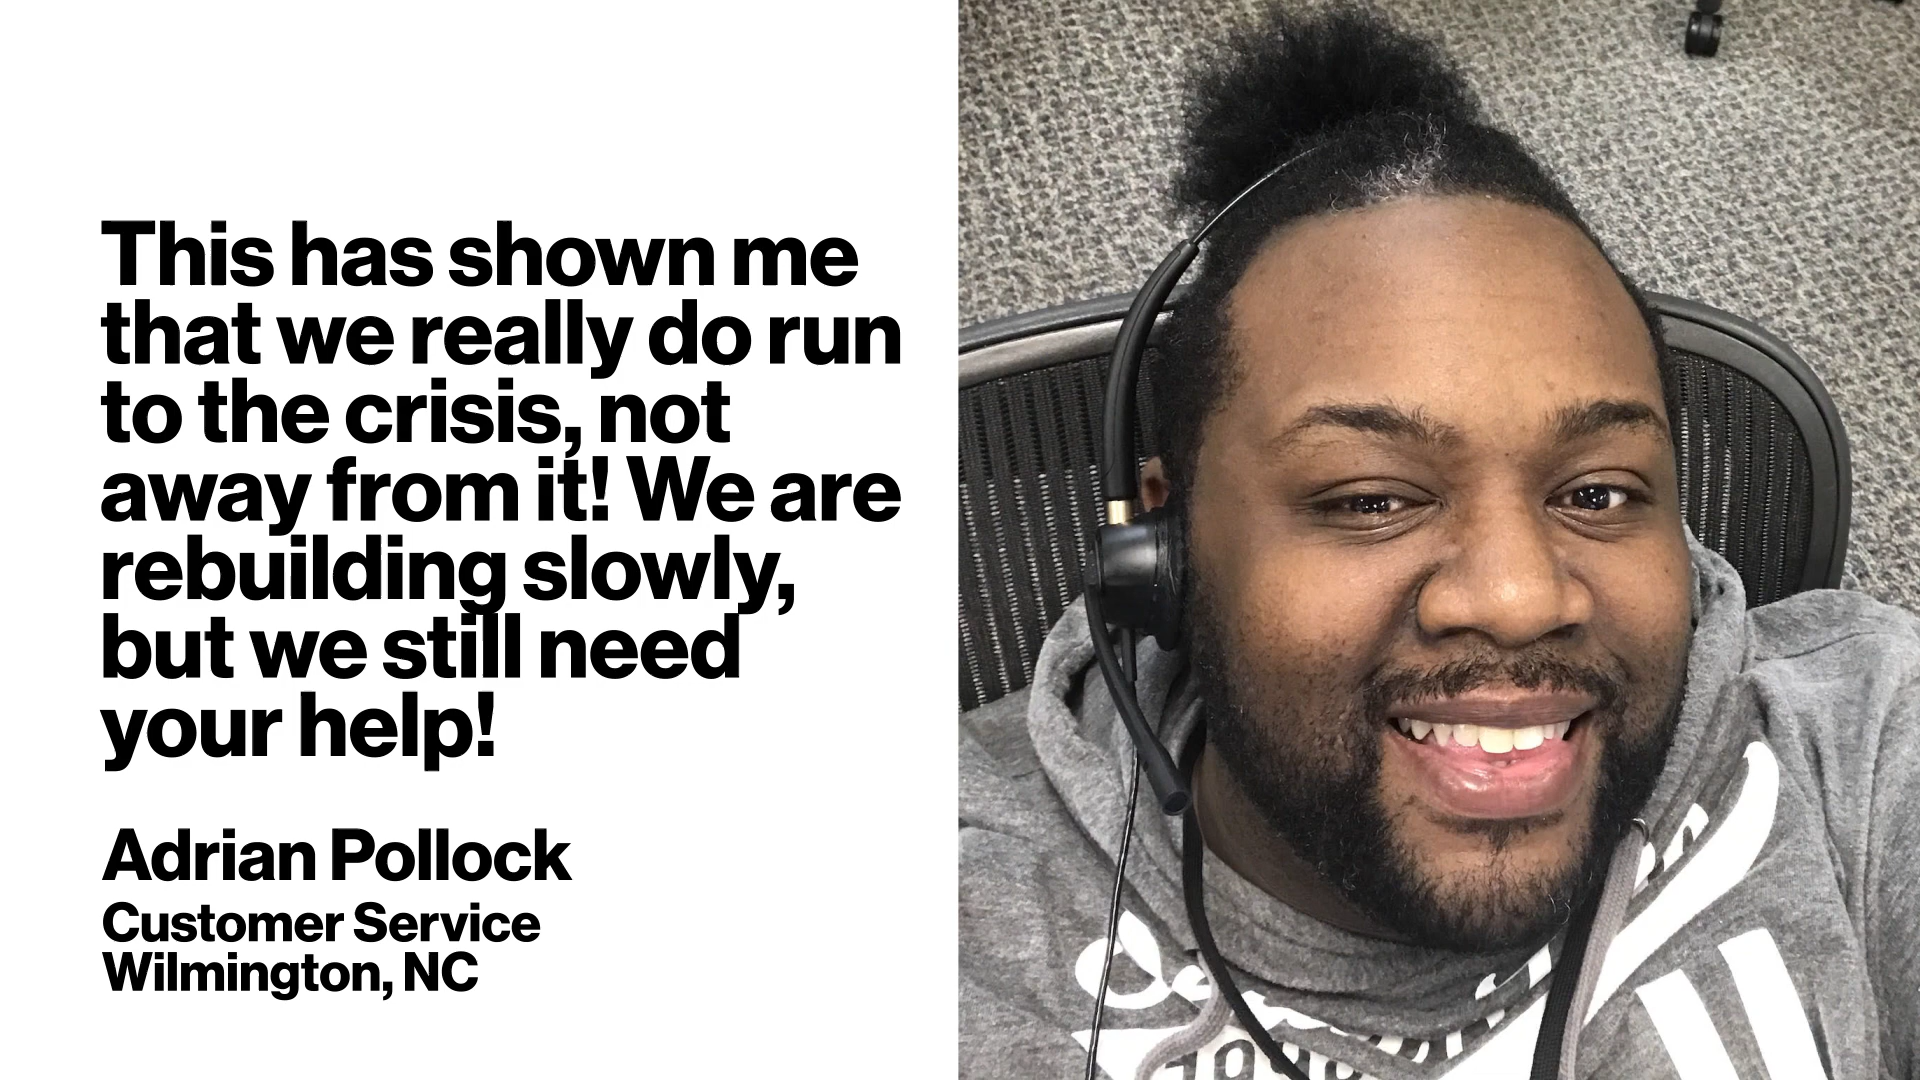 This has shown me
that we really do run
to the crisis, not
away from it! We are
rebuilding slowly,
but we still need
your help!
Adrian Pollock
Customer Service
Wilmington, NC